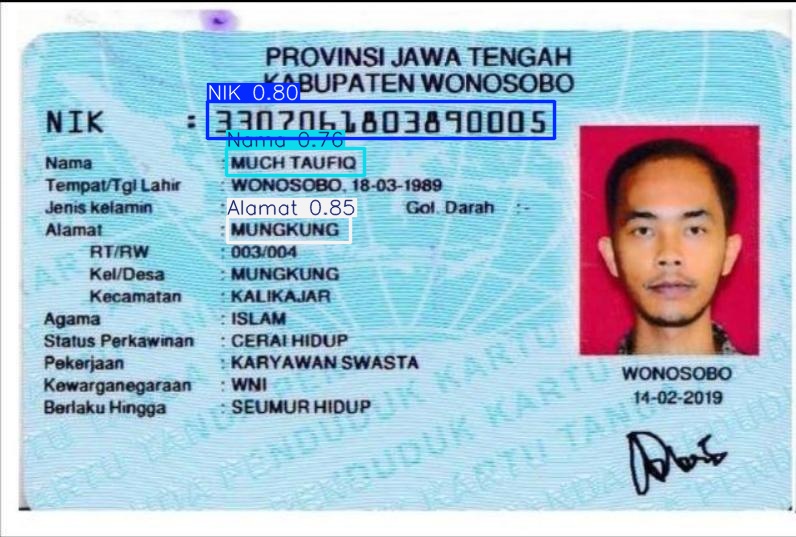 PROVINSI JAWA TENGAH
KABUPATEN WONOSOBO
NIK 0.80
NIK : 3307061803890005
Nama 0.76
Nama : MUCH TAUFIQ
Tempat/Tgl Lahir : WONOSOBO, 18-03-1989
Jenis kelamin : Alamat 0.85 Gol. Darah :-
Alamat : MUNGKUNG
RT/RW : 003/004
Kel/Desa : MUNGKUNG
Kecamatan : KALIKAJAR
Agama : ISLAM
Status Perkawinan : CERAI HIDUP
Pekerjaan : KARYAWAN SWASTA
Kewarganegaraan : WNI
Berlaku Hingga : SEUMUR HIDUP
WONOSOBO
14-02-2019